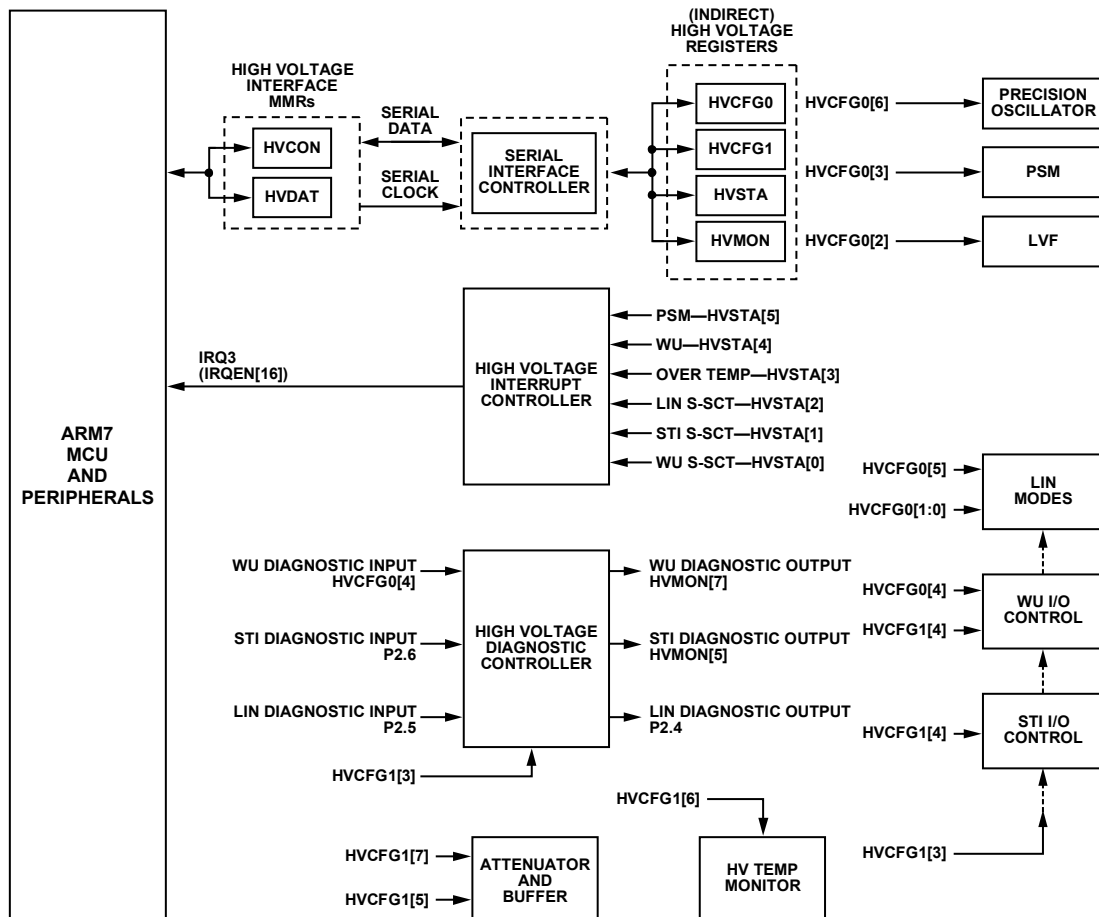 (INDIRECT)
HIGH VOLTAGE
REGISTERS
HIGH VOLTAGE
INTERFACE
MMRs
HVCON
HVDAT
SERIAL
DATA
SERIAL
CLOCK
SERIAL
INTERFACE
CONTROLLER
HVCFG0
HVCFG1
HVSTA
HVMON
HVCFG0[6]
PRECISION
OSCILLATOR
HVCFG0[3]
PSM
HVCFG0[2]
LVF
ARM7
MCU
AND
PERIPHERALS
IRQ3
(IRQEN[16])
HIGH VOLTAGE
INTERRUPT
CONTROLLER
PSM—HVSTA[5]
WU—HVSTA[4]
OVER TEMP—HVSTA[3]
LIN S-SCT—HVSTA[2]
STI S-SCT—HVSTA[1]
WU S-SCT—HVSTA[0]
HVCFG0[5]
HVCFG0[1:0]
LIN
MODES
WU DIAGNOSTIC INPUT
HVCFG0[4]
STI DIAGNOSTIC INPUT
P2.6
LIN DIAGNOSTIC INPUT
P2.5
HVCFG1[3]
HIGH VOLTAGE
DIAGNOSTIC
CONTROLLER
WU DIAGNOSTIC OUTPUT
HVMON[7]
STI DIAGNOSTIC OUTPUT
HVMON[5]
LIN DIAGNOSTIC OUTPUT
P2.4
HVCFG0[4]
HVCFG1[4]
WU I/O
CONTROL
HVCFG1[4]
STI I/O
CONTROL
HVCFG1[3]
HVCFG1[7]
HVCFG1[5]
ATTENUATOR
AND
BUFFER
HVCFG1[6]
HV TEMP
MONITOR